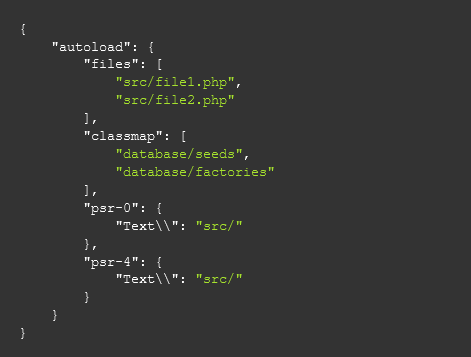 {
    "autoload": {
        "files": [
            "src/file1.php",
            "src/file2.php"
        ],
        "classmap": [
            "database/seeds",
            "database/factories"
        ],
        "psr-0": {
            "Text\\": "src/"
        },
        "psr-4": {
            "Text\\": "src/"
        }
    }
}